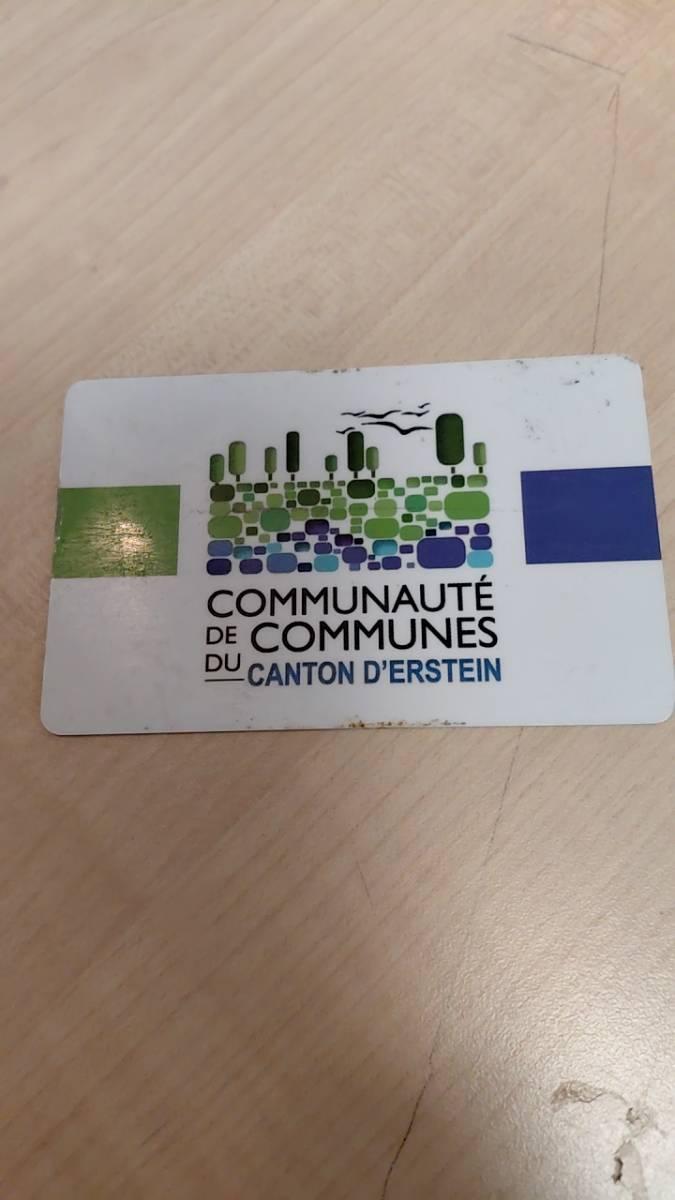 COMMUNAUTÉ
DE COMMUNES
DU CANTON D'ERSTEIN